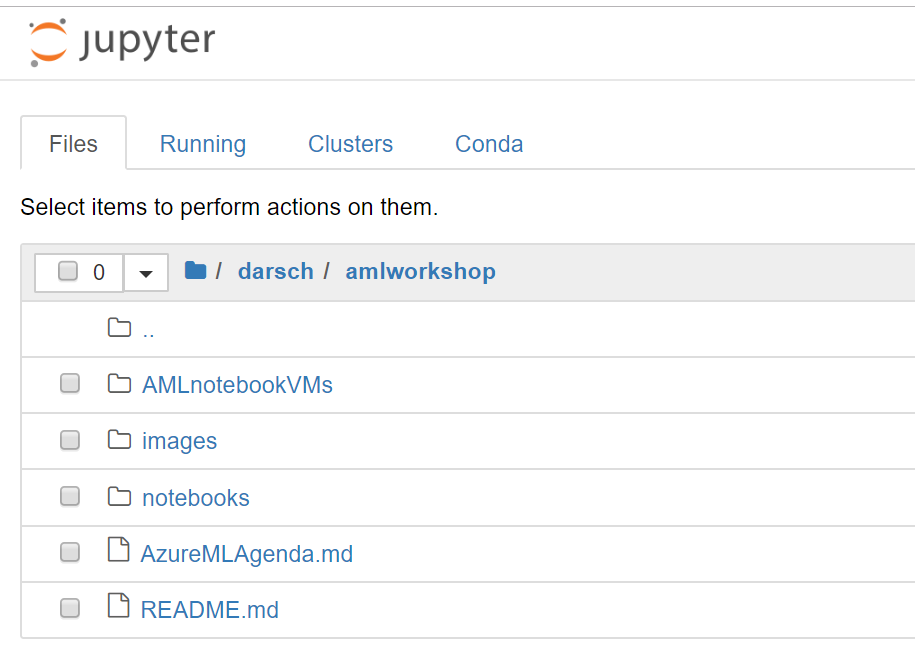 jupyter
Files Running Clusters Conda
Select items to perform actions on them.
0 / darsch / amlworkshop
..
AMLnotebookVMs
images
notebooks
AzureMLAgenda.md
README.md